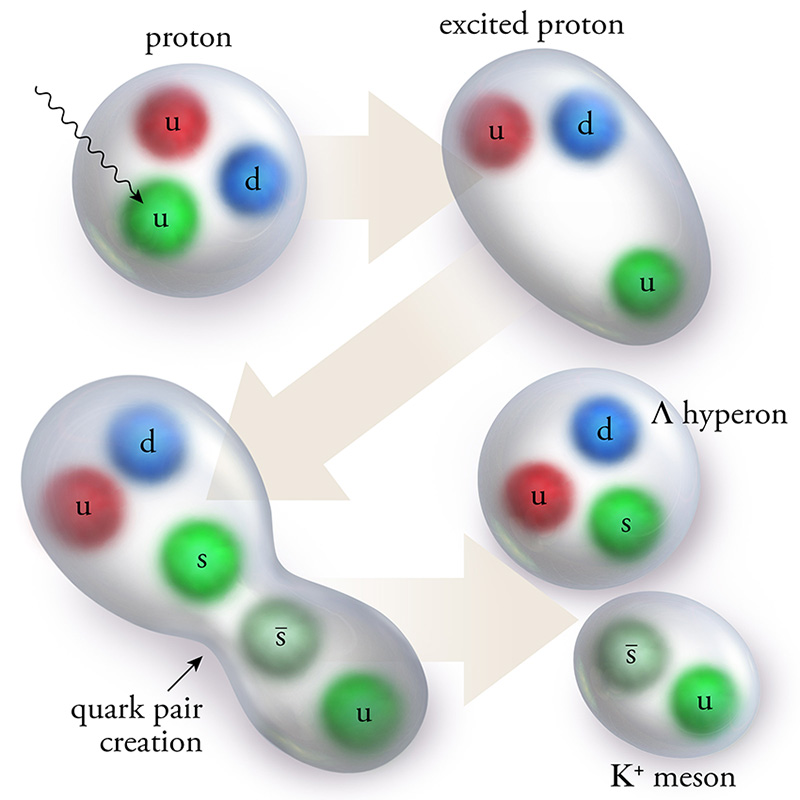 proton
u
d
u
excited proton
u
d
u
d
u
s
s̅
u
quark pair
creation
Λ hyperon
d
u
s
s̅
u
K⁺ meson